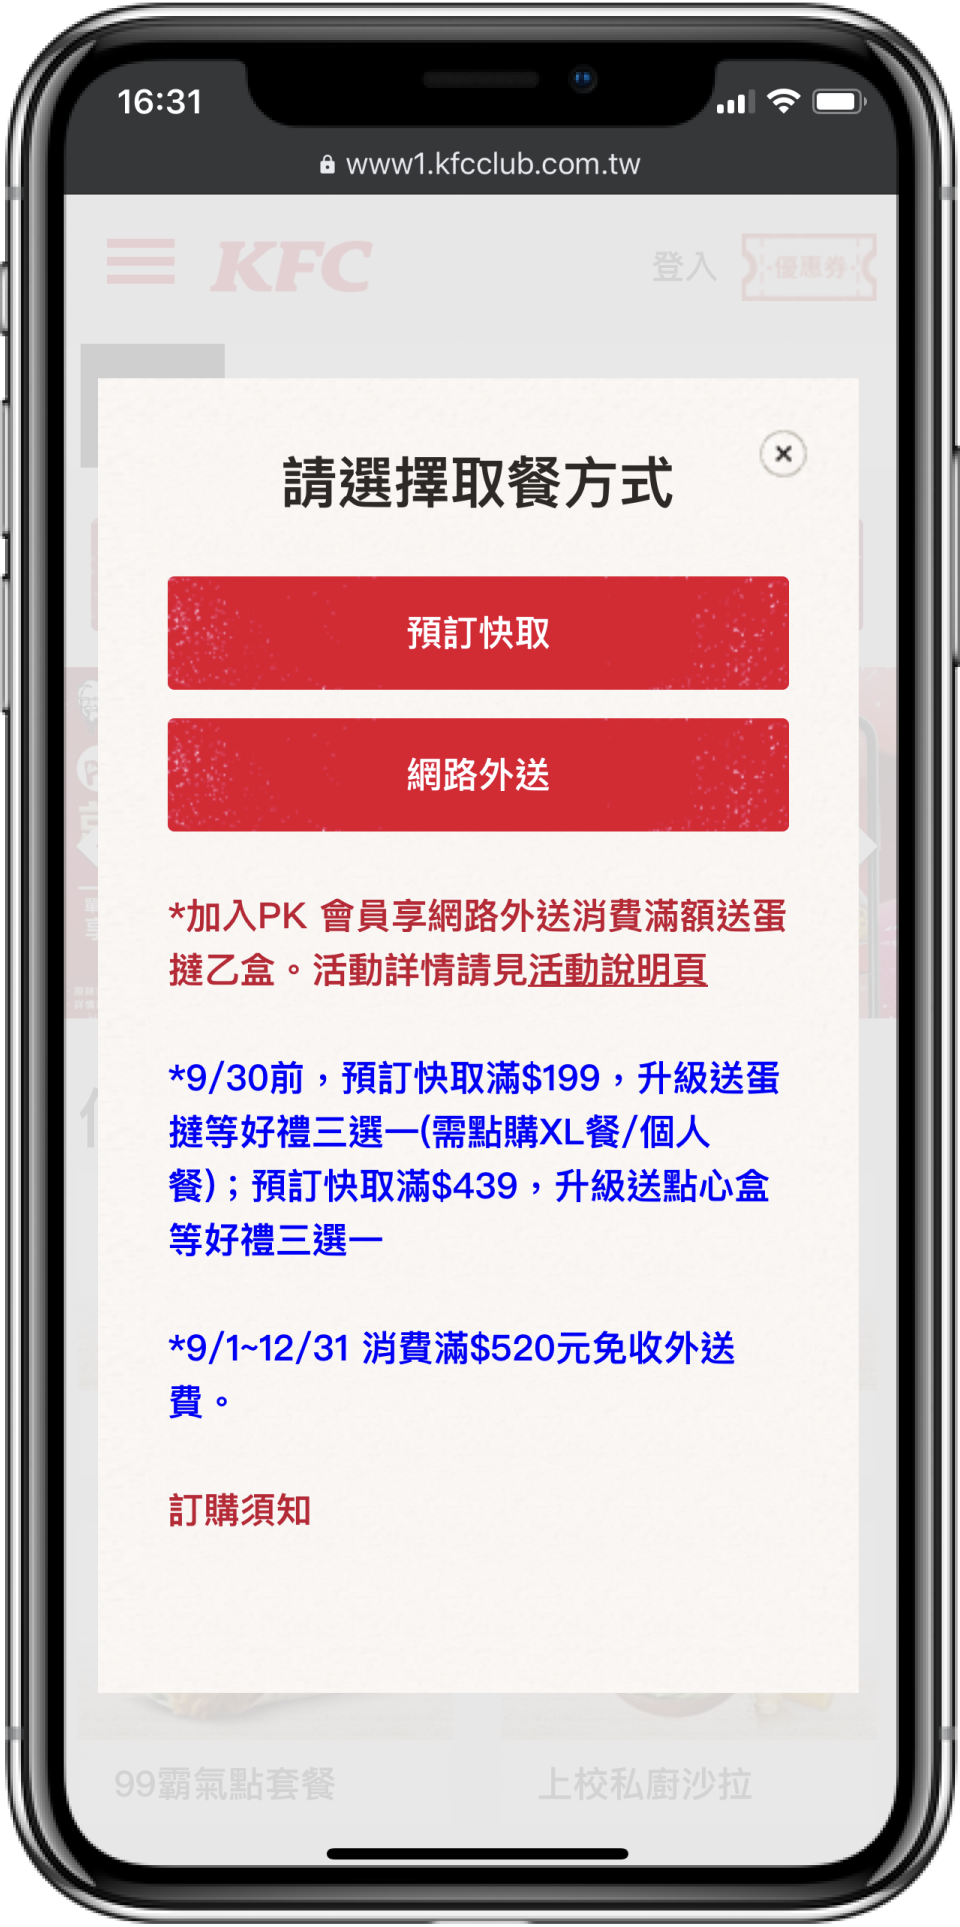 16:31
www1.kfcclub.com.tw
KFC
登入
優惠券
請選擇取餐方式
預訂快取
網路外送
*加入PK 會員享網路外送消費滿額送蛋
撻乙盒。活動詳情請見活動說明頁
*9/30前，預訂快取滿$199，升級送蛋
撻等好禮三選一(需點購XL餐/個人
餐)；預訂快取滿$439，升級送點心盒
等好禮三選一
*9/1~12/31 消費滿$520元免收外送
費。
訂購須知
99霸氣點套餐
上校私廚沙拉